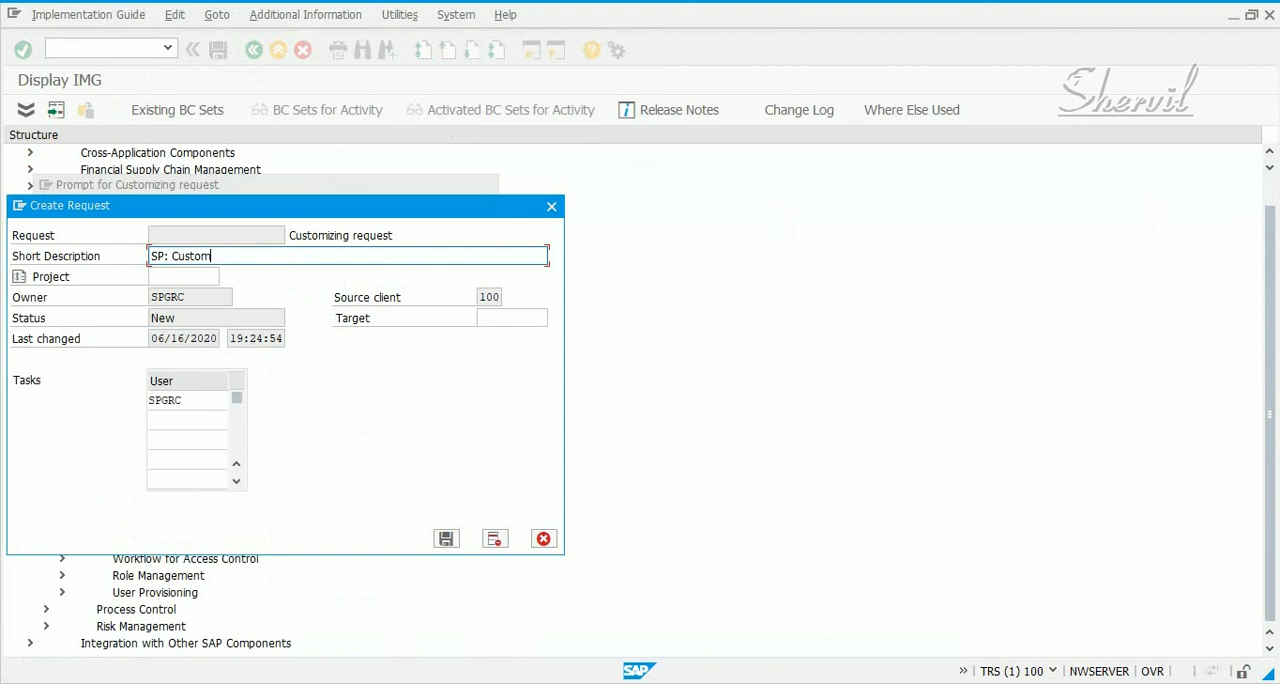 Implementation Guide Edit Goto Additional Information Utilities System Help
Display IMG
Shervil
Existing BC Sets BC Sets for Activity Activated BC Sets for Activity Release Notes Change Log Where Else Used
Structure
Cross-Application Components
Financial Supply Chain Management
Prompt for Customizing request
Create Request
Request Customizing request
Short Description SP: Custom
Project
Owner SPGRC Source client 100
Status New Target
Last changed 06/16/2020 19:24:54
Tasks User
SPGRC
Workflow for Access Control
Role Management
User Provisioning
Process Control
Risk Management
Integration with Other SAP Components
SAP TRS (1) 100 NWSERVER OVR